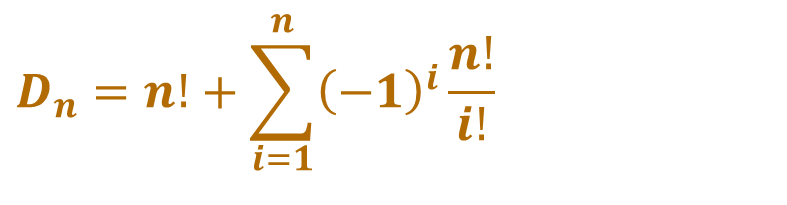 D_n = n! + \sum_{i=1}^{n} (-1)^i \frac{n!}{i!}